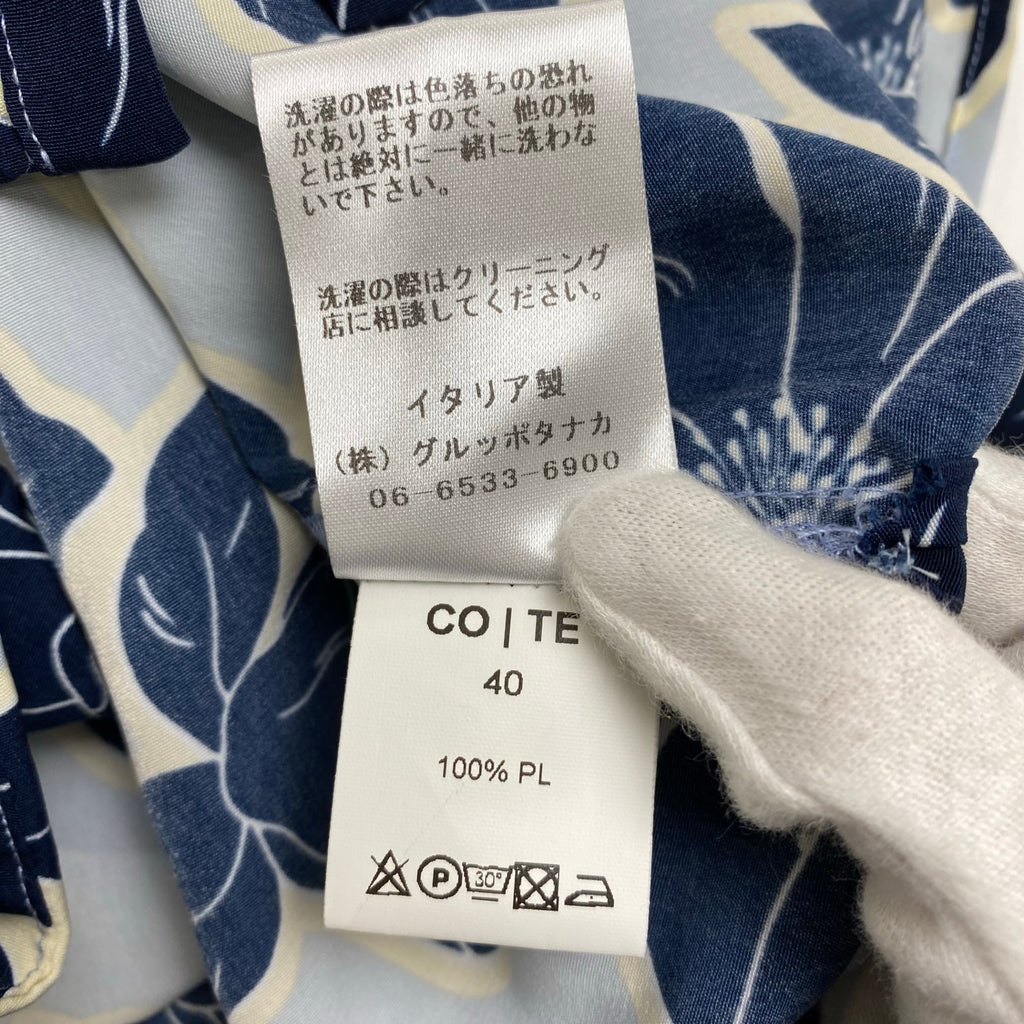 洗濯の際は色落ちの恐れ
がありますので、他の物
とは絶対に一緒に洗わな
いで下さい。
洗濯の際はクリーニング
店に相談してください。
イタリア製
（株）グルッポタナカ
06-6533-6900
CO | TE
40
100% PL
P
30°